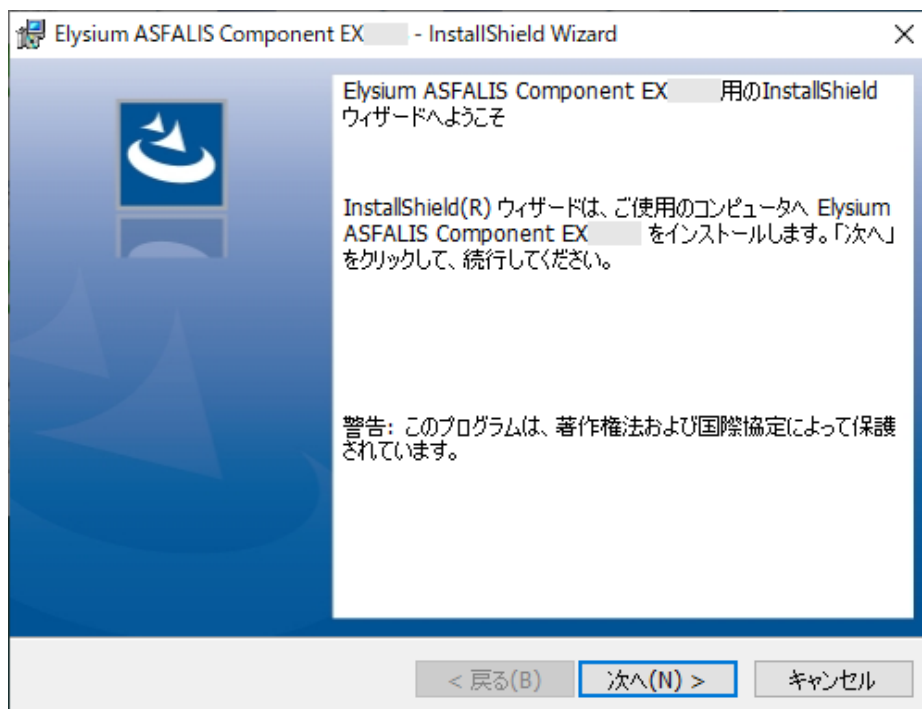 Elysium ASFALIS Component EX - InstallShield Wizard
Elysium ASFALIS Component EX 用のInstallShield
ウィザードへようこそ
InstallShield(R) ウィザードは、ご使用のコンピュータへ Elysium
ASFALIS Component EX をインストールします。「次へ」
をクリックして、続行してください。
警告: このプログラムは、著作権法および国際協定によって保護
されています。
< 戻る(B)
次へ(N) >
キャンセル